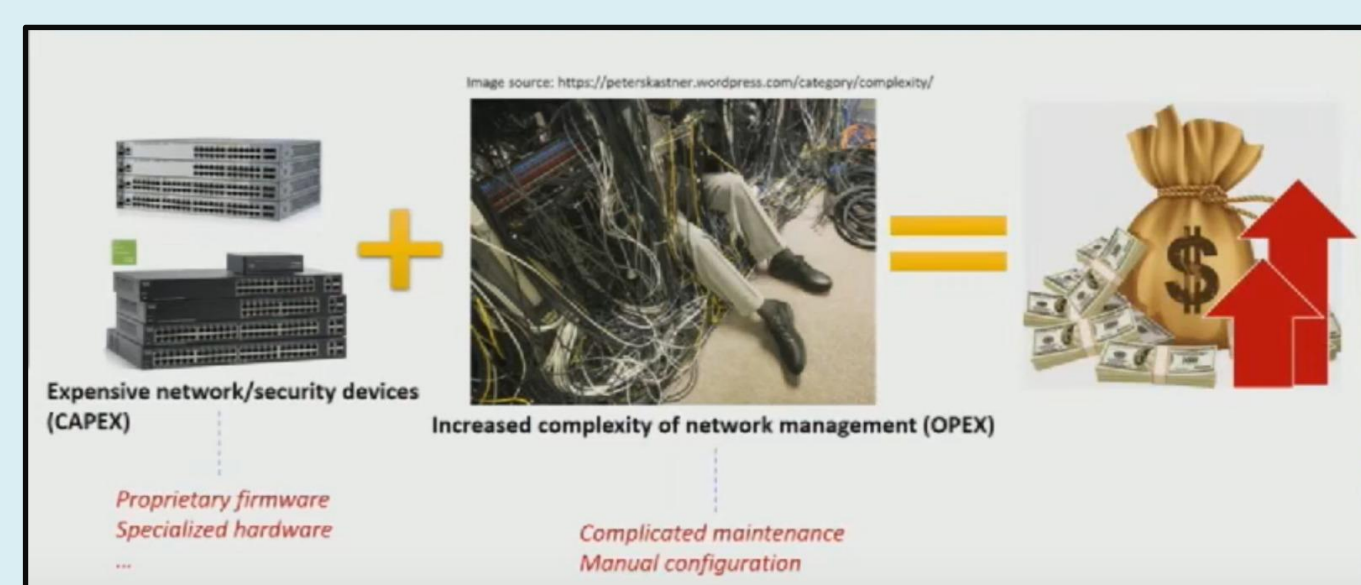 Image source: https://peterskastner.wordpress.com/category/complexity/
Expensive network/security devices
(CAPEX)
Increased complexity of network management (OPEX)
$
Proprietary firmware
Specialized hardware
...
Complicated maintenance
Manual configuration